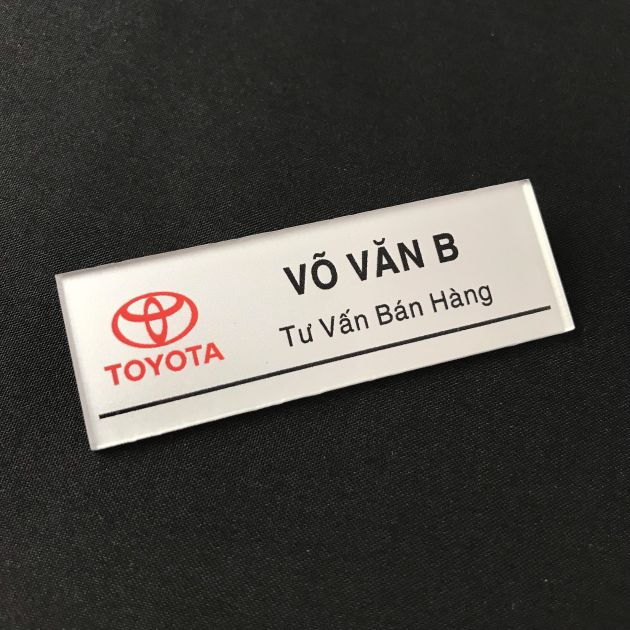 TOYOTA
VÕ VĂN B
Tư Vấn Bán Hàng